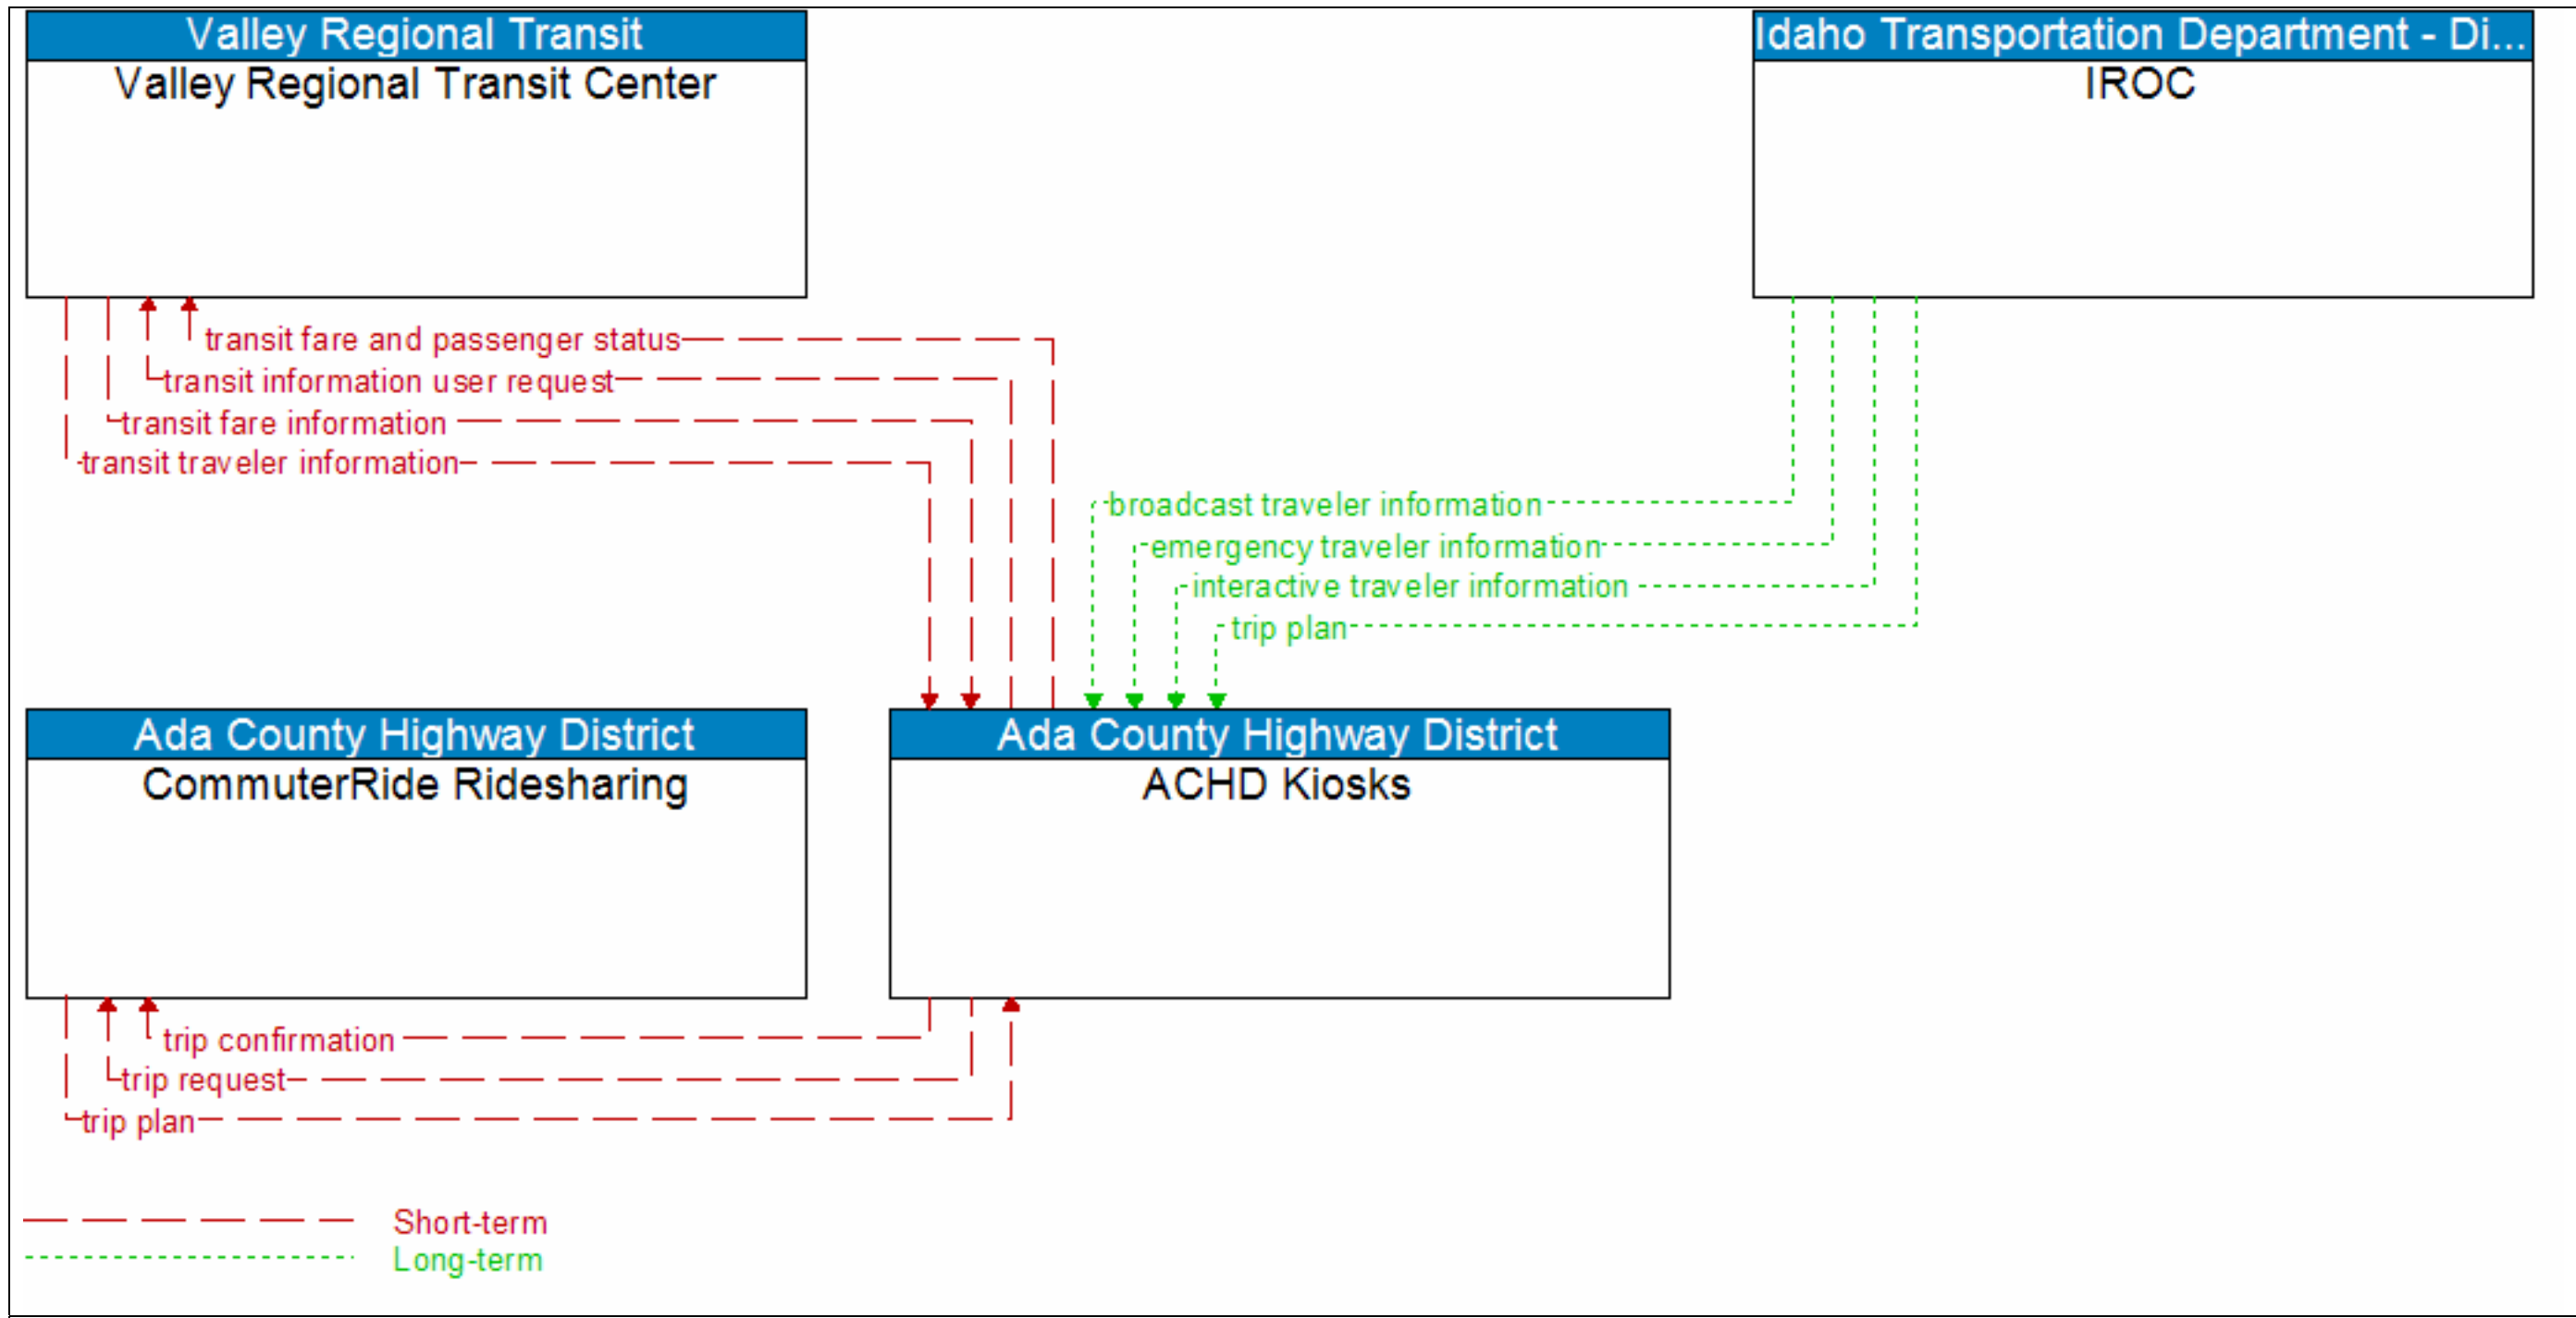 Valley Regional Transit
Valley Regional Transit Center
Idaho Transportation Department - Di...
IROC
transit fare and passenger status
transit information user request
transit fare information
transit traveler information
broadcast traveler information
emergency traveler information
interactive traveler information
trip plan
Ada County Highway District
CommuterRide Ridesharing
Ada County Highway District
ACHD Kiosks
trip confirmation
trip request
trip plan
Short-term
Long-term